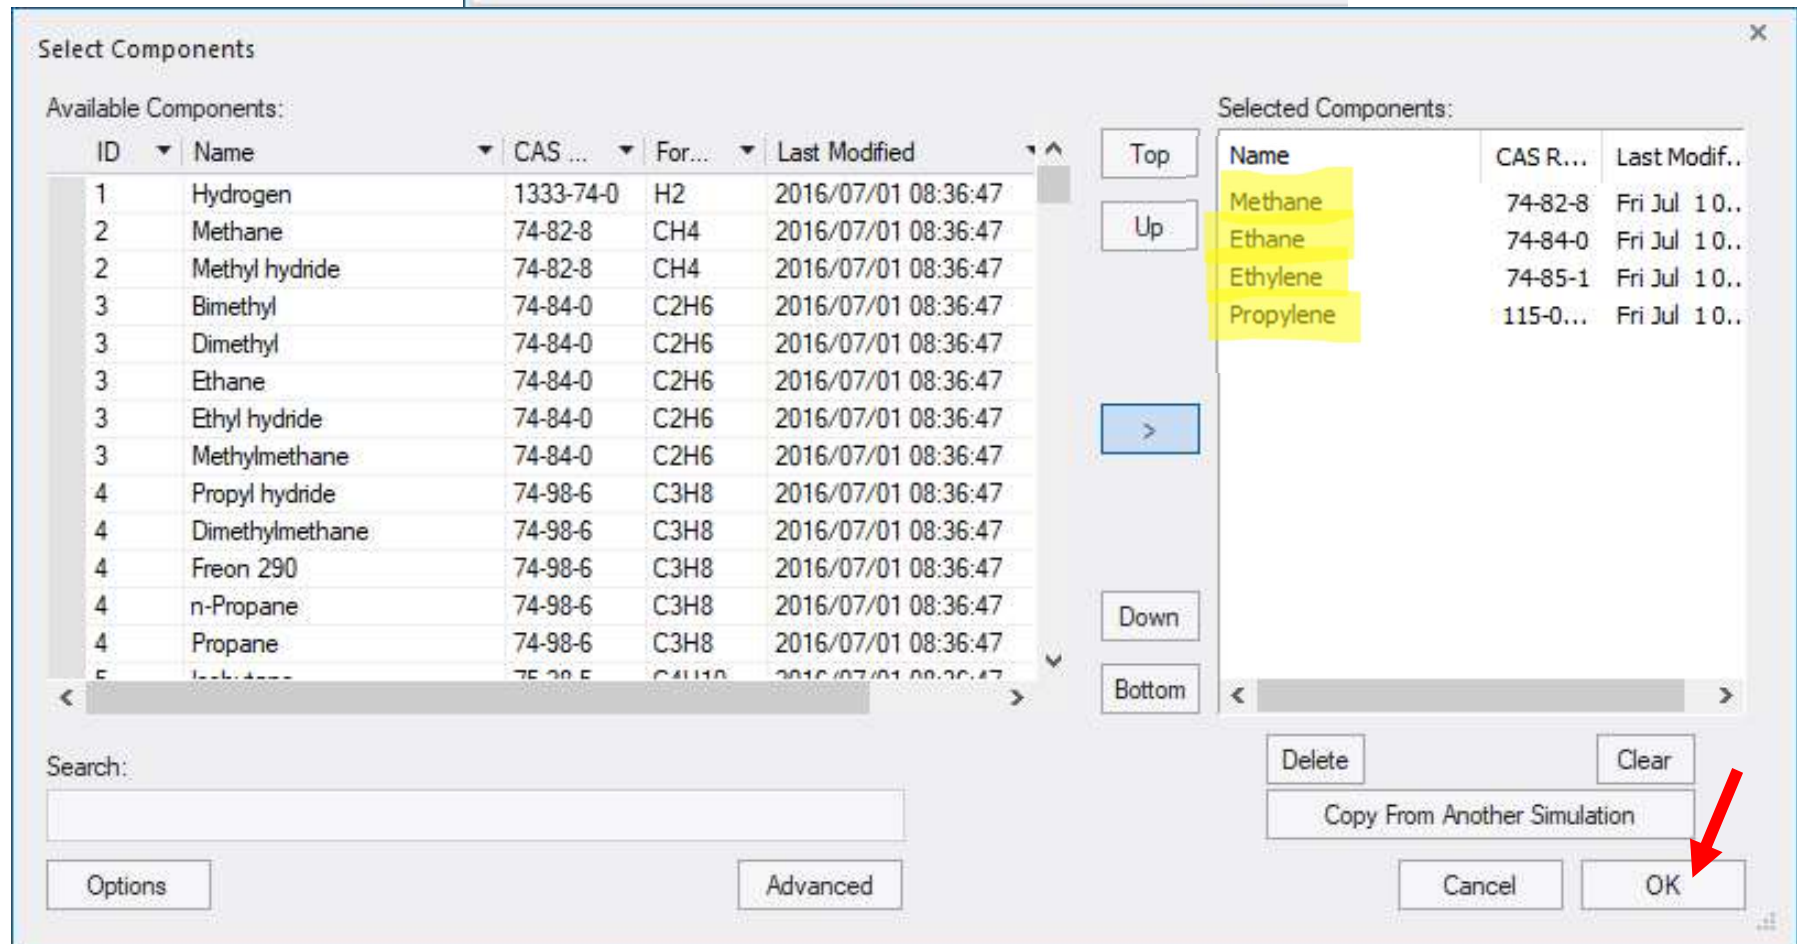 Select Components
Available Components:
Selected Components:
ID Name CAS ... For... Last Modified
1 Hydrogen 1333-74-0 H2 2016/07/01 08:36:47
2 Methane 74-82-8 CH4 2016/07/01 08:36:47
2 Methyl hydride 74-82-8 CH4 2016/07/01 08:36:47
3 Bimethyl 74-84-0 C2H6 2016/07/01 08:36:47
3 Dimethyl 74-84-0 C2H6 2016/07/01 08:36:47
3 Ethane 74-84-0 C2H6 2016/07/01 08:36:47
3 Ethyl hydride 74-84-0 C2H6 2016/07/01 08:36:47
3 Methylmethane 74-84-0 C2H6 2016/07/01 08:36:47
4 Propyl hydride 74-98-6 C3H8 2016/07/01 08:36:47
4 Dimethylmethane 74-98-6 C3H8 2016/07/01 08:36:47
4 Freon 290 74-98-6 C3H8 2016/07/01 08:36:47
4 n-Propane 74-98-6 C3H8 2016/07/01 08:36:47
4 Propane 74-98-6 C3H8 2016/07/01 08:36:47
Top
Up
>
Down
Bottom
Name CAS R... Last Modif..
Methane 74-82-8 Fri Jul 1 0..
Ethane 74-84-0 Fri Jul 1 0..
Ethylene 74-85-1 Fri Jul 1 0..
Propylene 115-0... Fri Jul 1 0..
Delete Clear
Copy From Another Simulation
Search:
Options
Advanced
Cancel
OK